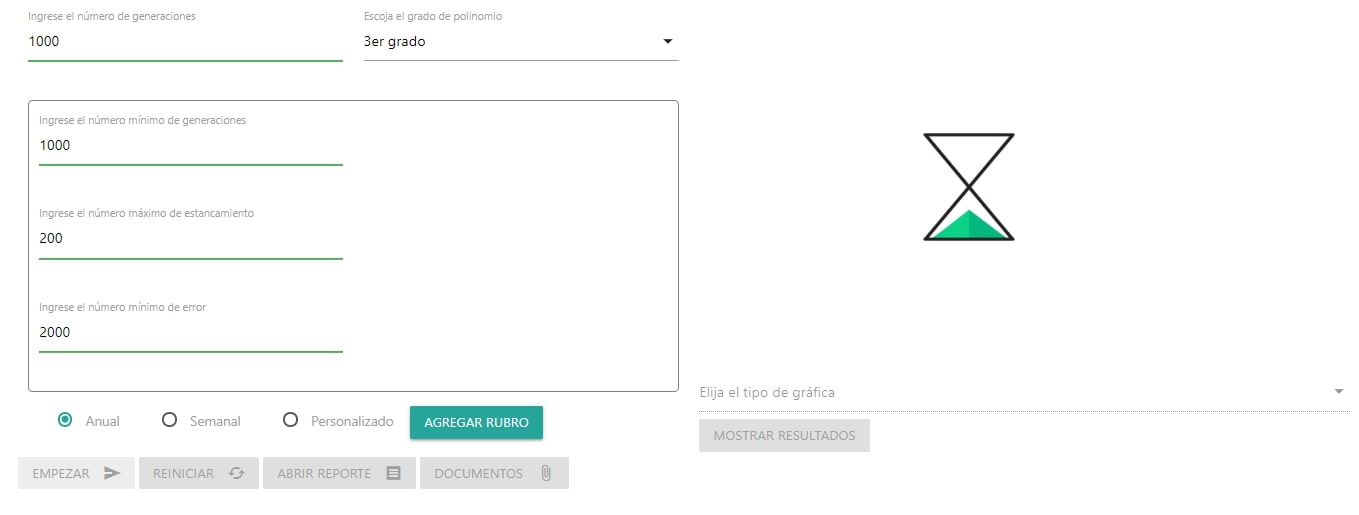 Ingrese el número de generaciones
1000
Escoja el grado de polinomio
3er grado
Ingrese el número mínimo de generaciones
1000
Ingrese el número máximo de estancamiento
200
Ingrese el número mínimo de error
2000
Anual
Semanal
Personalizado
AGREGAR RUBRO
EMPEZAR
REINICIAR
ABRIR REPORTE
DOCUMENTOS
Elija el tipo de gráfica
MOSTRAR RESULTADOS